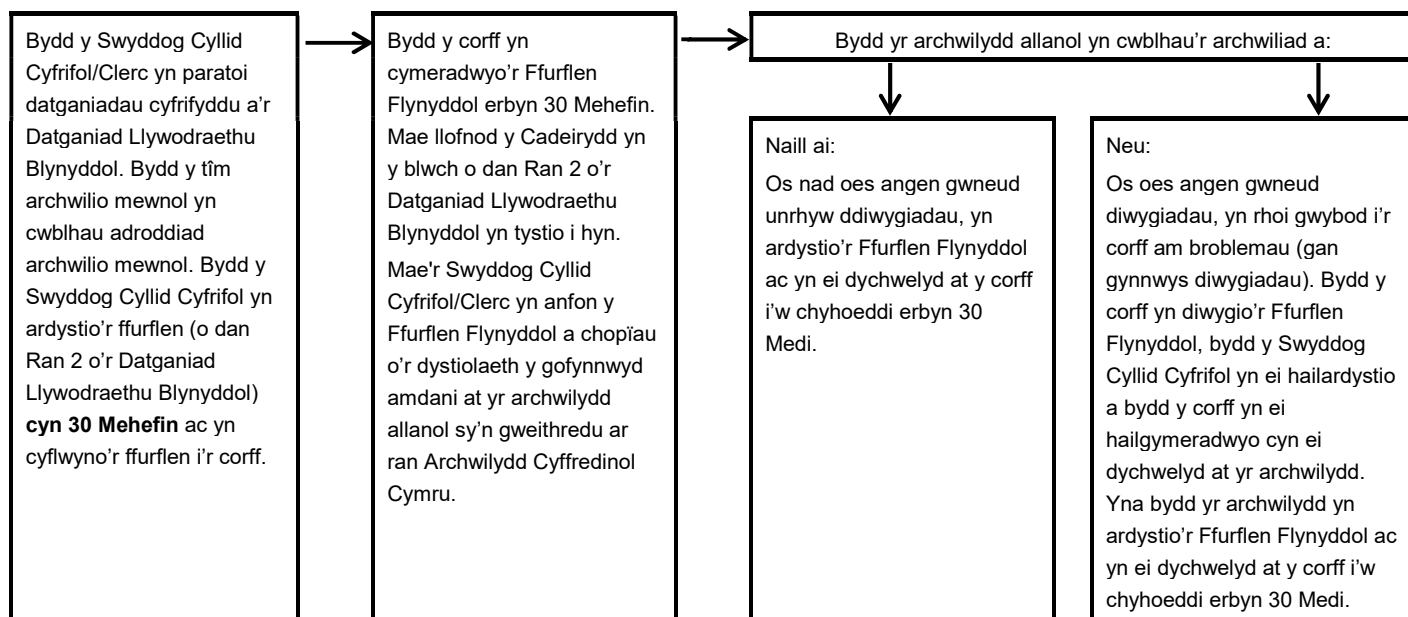 Bydd y Swyddog Cyllid
Cyfrifol/Clerc yn paratoi
datganiadau cyfrifyddu a'r
Datganiad Llywodraethu
Blynyddol. Bydd y tîm
archwilio mewnol yn
cwblhau adroddiad
archwilio mewnol. Bydd y
Swyddog Cyllid Cyfrifol yn
ardystio'r ffurflen (o dan
Ran 2 o'r Datganiad
Llywodraethu Blynyddol)
cyn 30 Mehefin ac yn
cyflwyno'r ffurflen i'r corff.
Bydd y corff yn
cymeradwyo'r Ffurflen
Flynyddol erbyn 30 Mehefin.
Mae llofnod y Cadeirydd yn
y blwch o dan Ran 2 o'r
Datganiad Llywodraethu
Blynyddol yn tystio i hyn.
Mae'r Swyddog Cyllid
Cyfrifol/Clerc yn anfon y
Ffurflen Flynyddol a chopïau
o'r dystiolaeth y gofynnwyd
amdani at yr archwilydd
allanol sy'n gweithredu ar
ran Archwilydd Cyffredinol
Cymru.
Bydd yr archwilydd allanol yn cwblhau'r archwiliad a:
Naill ai:
Os nad oes angen gwneud
unrhyw ddiwygiadau, yn
ardystio'r Ffurflen Flynyddol
ac yn ei dychwelyd at y corff
i'w chyhoeddi erbyn 30
Medi.
Neu:
Os oes angen gwneud
diwygiadau, yn rhoi gwybod i'r
corff am broblemau (gan
gynnwys diwygiadau). Bydd y
corff yn diwygio'r Ffurflen
Flynyddol, bydd y Swyddog
Cyllid Cyfrifol yn ei hailardystio
a bydd y corff yn ei
hailgymeradwyo cyn ei
dychwelyd at yr archwilydd.
Yna bydd yr archwilydd yn
ardystio'r Ffurflen Flynyddol ac
yn ei dychwelyd at y corff i'w
chyhoeddi erbyn 30 Medi.